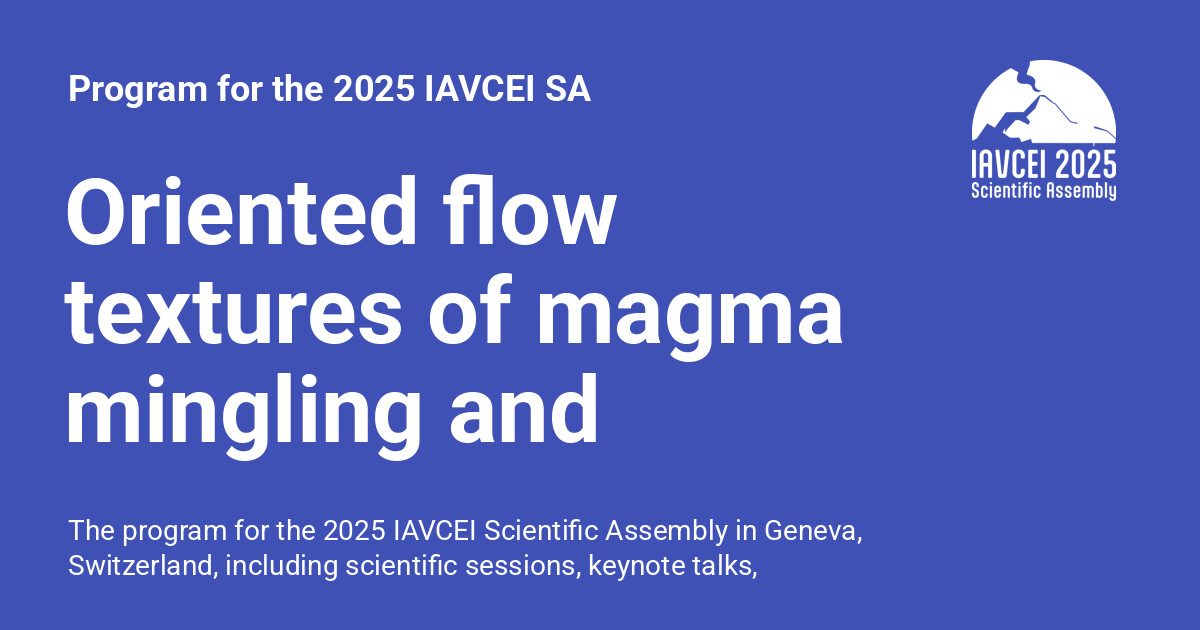 Program for the 2025 IAVCEI SA
IAVCEI 2025
Scientific Assembly
Oriented flow
textures of magma
mingling and
The program for the 2025 IAVCEI Scientific Assembly in Geneva,
Switzerland, including scientific sessions, keynote talks,